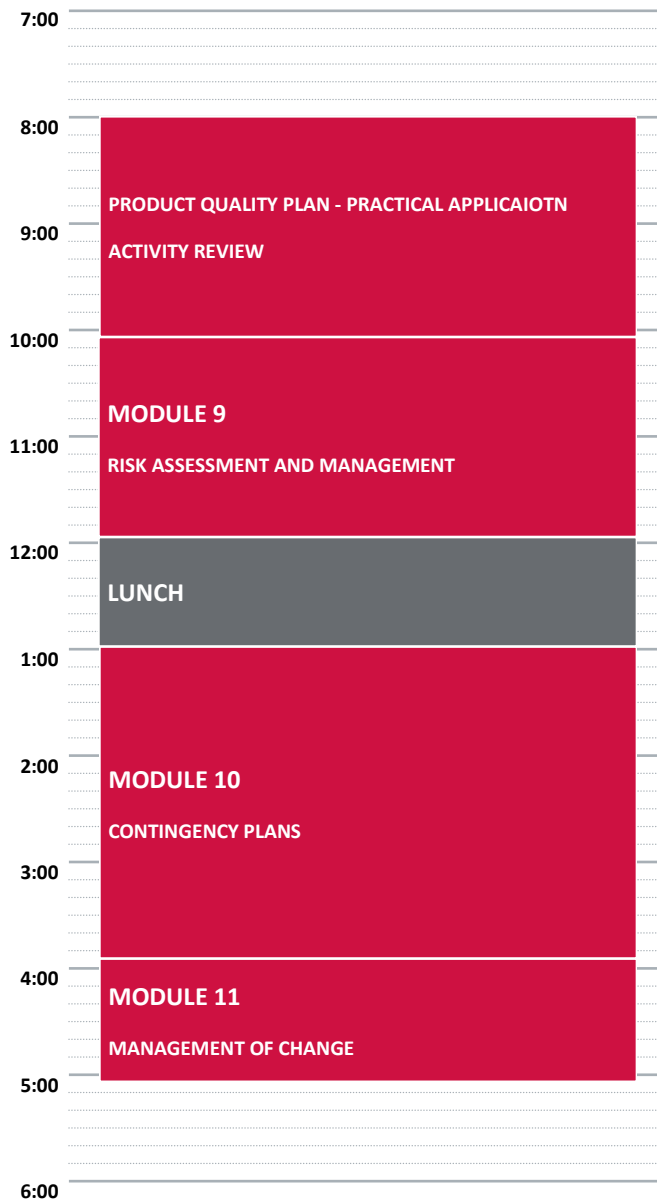 7:00
8:00
PRODUCT QUALITY PLAN - PRACTICAL APPLICAIOTN
9:00
ACTIVITY REVIEW
10:00
MODULE 9
11:00
RISK ASSESSMENT AND MANAGEMENT
12:00
LUNCH
1:00
2:00
MODULE 10
CONTINGENCY PLANS
3:00
4:00
MODULE 11
MANAGEMENT OF CHANGE
5:00
6:00